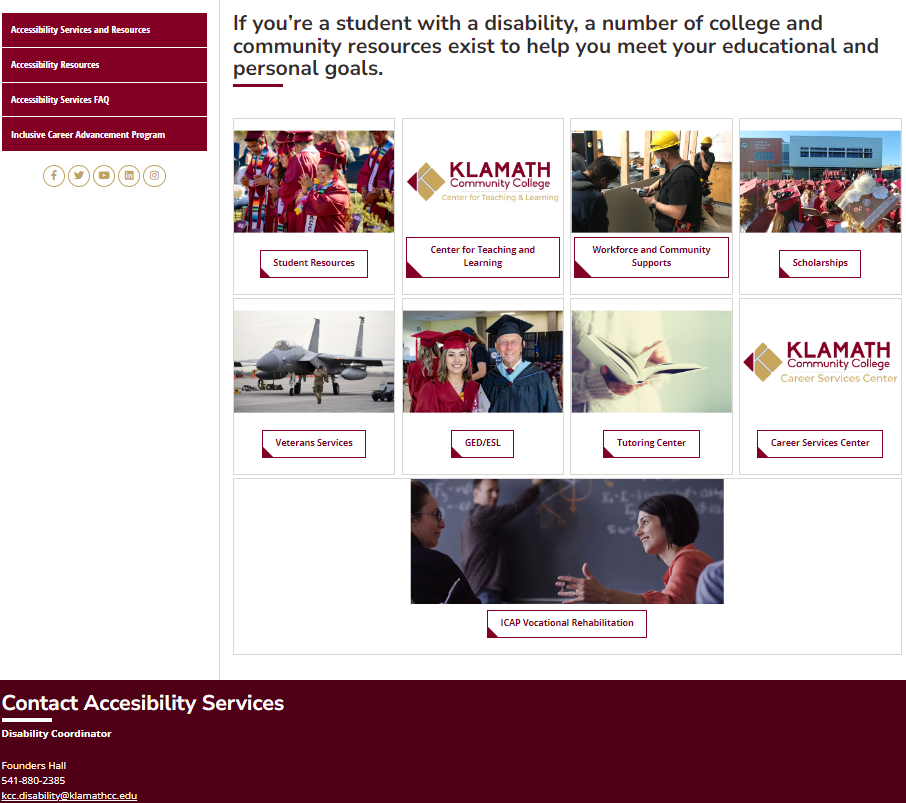 Accessibility Services and Resources
Accessibility Resources
Accessibility Services FAQ
Inclusive Career Advancement Program
If you’re a student with a disability, a number of college and
community resources exist to help you meet your educational and
personal goals.
Student Resources
KLAMATH
Community College
Center for Teaching & Learning
Center for Teaching and
Learning
Workforce and Community
Supports
Scholarships
Veterans Services
GED/ESL
Tutoring Center
KLAMATH
Community College
Career Services Center
Career Services Center
ICAP Vocational Rehabilitation
Contact Accesibility Services
Disability Coordinator
Founders Hall
541-880-2385
kcc.disability@klamathcc.edu